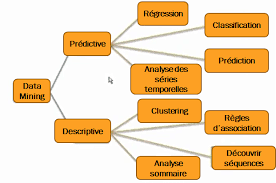 Régression
Classification
Prédictive
Prédiction
Analyse des
séries
temporelles
Data
Mining
Clustering
Règles
d'association
Descriptive
Découvrir
séquences
Analyse
sommaire